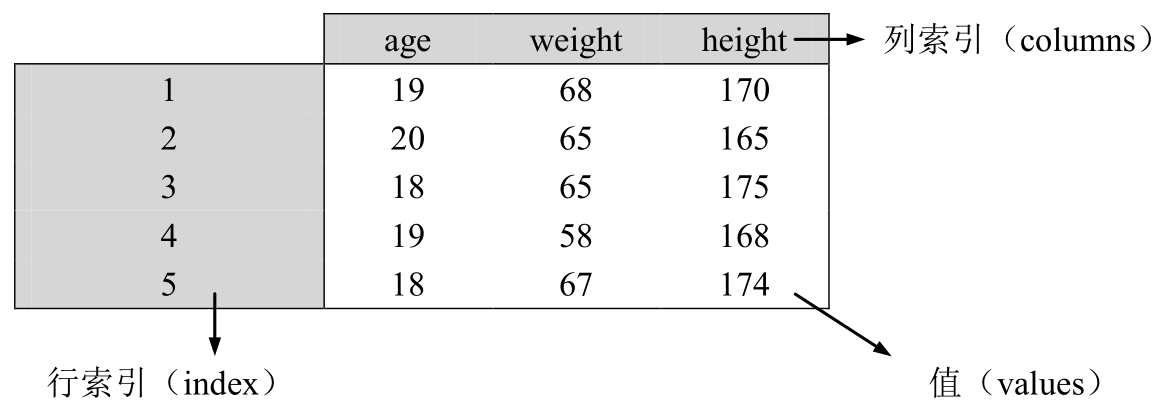 age weight height 列索引（columns）
1 19 68 170
2 20 65 165
3 18 65 175
4 19 58 168
5 18 67 174
行索引（index） 值（values）